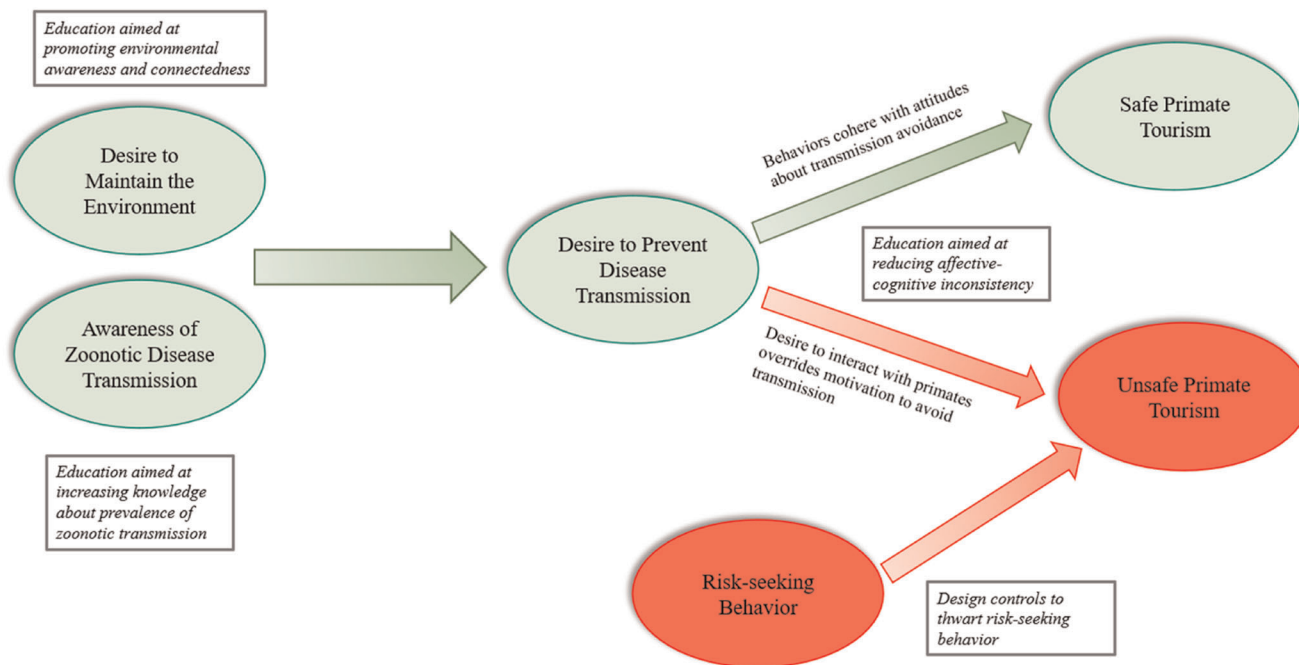 Education aimed at
promoting environmental
awareness and connectedness
Desire to
Maintain the
Environment
Awareness of
Zoonotic Disease
Transmission
Education aimed at
increasing knowledge
about prevalence of
zoonotic transmission
Desire to Prevent
Disease
Transmission
Behaviors cohere with attitudes
about transmission avoidance
Safe Primate
Tourism
Education aimed at
reducing affective-
cognitive inconsistency
Desire to interact with primates
overrides motivation to avoid
transmission
Unsafe Primate
Tourism
Risk-seeking
Behavior
Design controls to
thwart risk-seeking
behavior